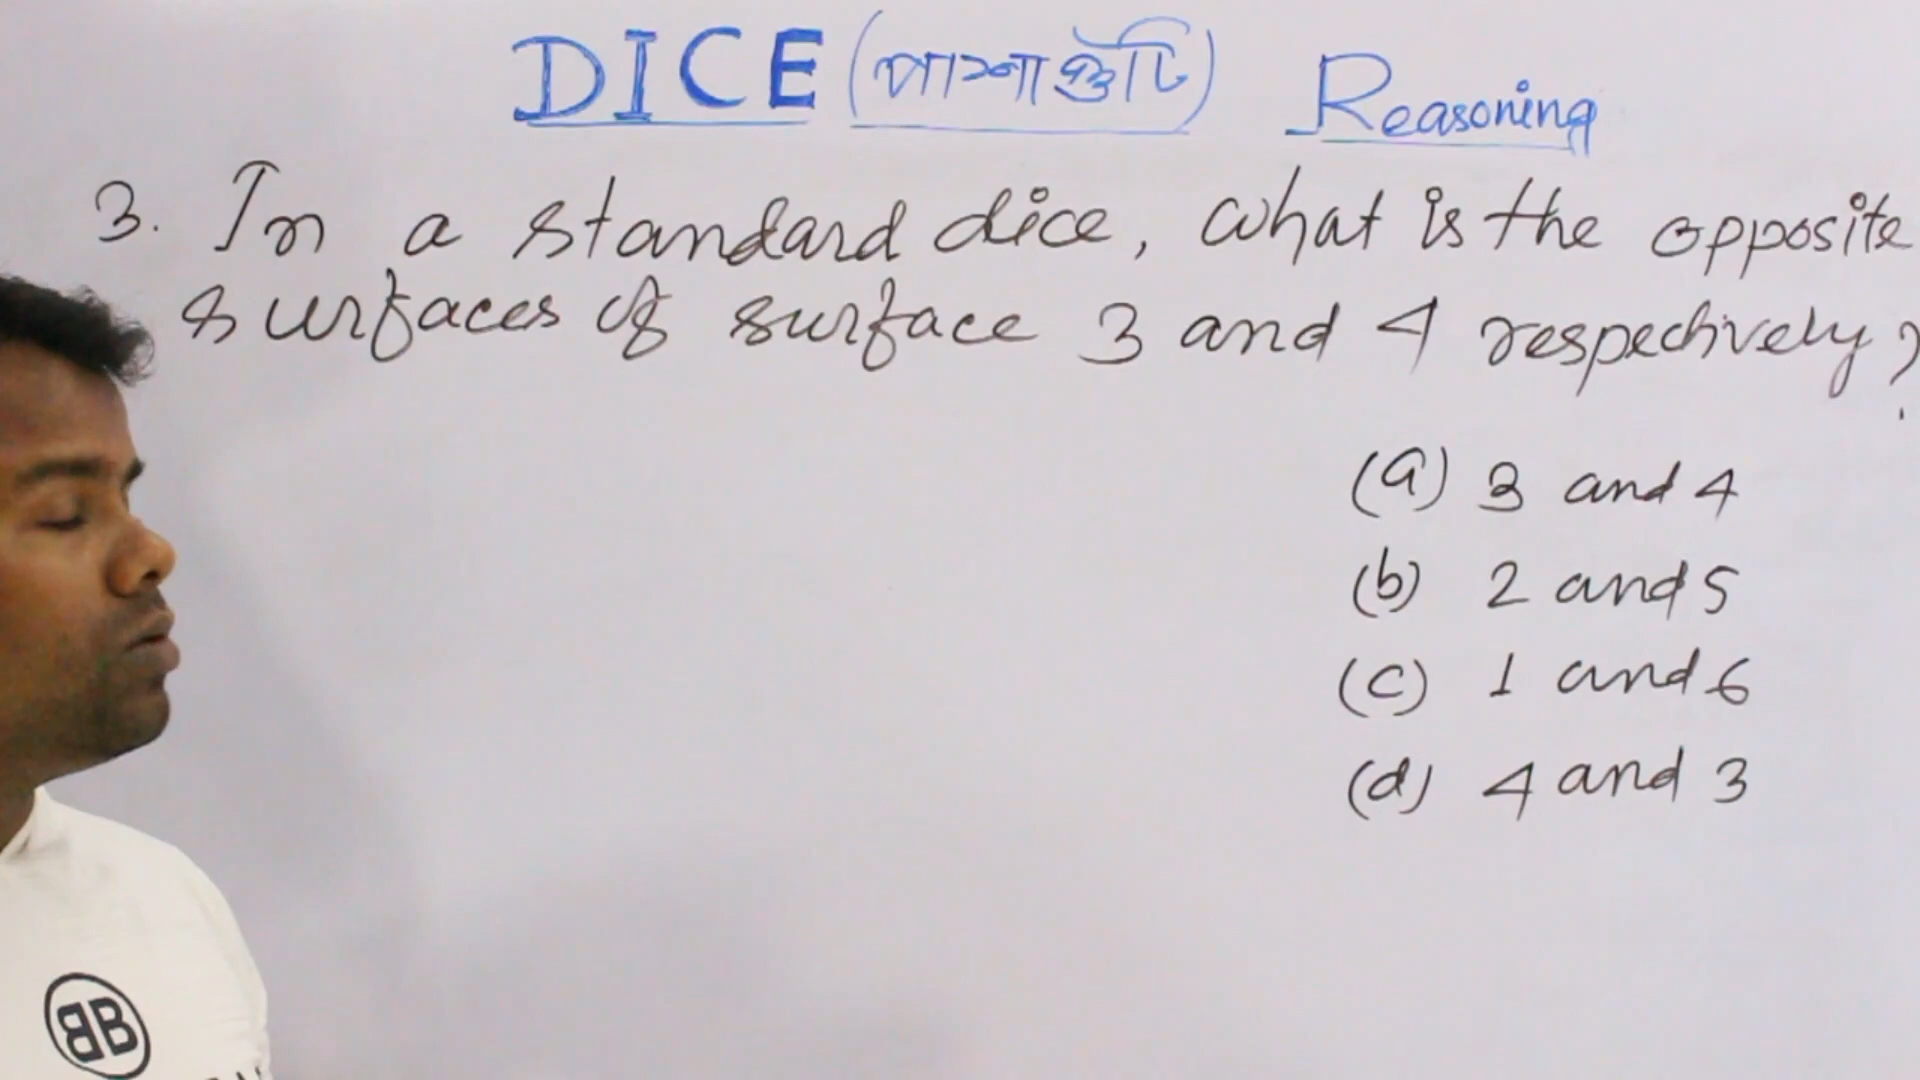 DICE (পাশা গুটি) Reasoning
3. In a standard dice, what is the opposite
surfaces of surface 3 and 4 respectively?
(a) 3 and 4
(b) 2 and 5
(c) 1 and 6
(d) 4 and 3
BB